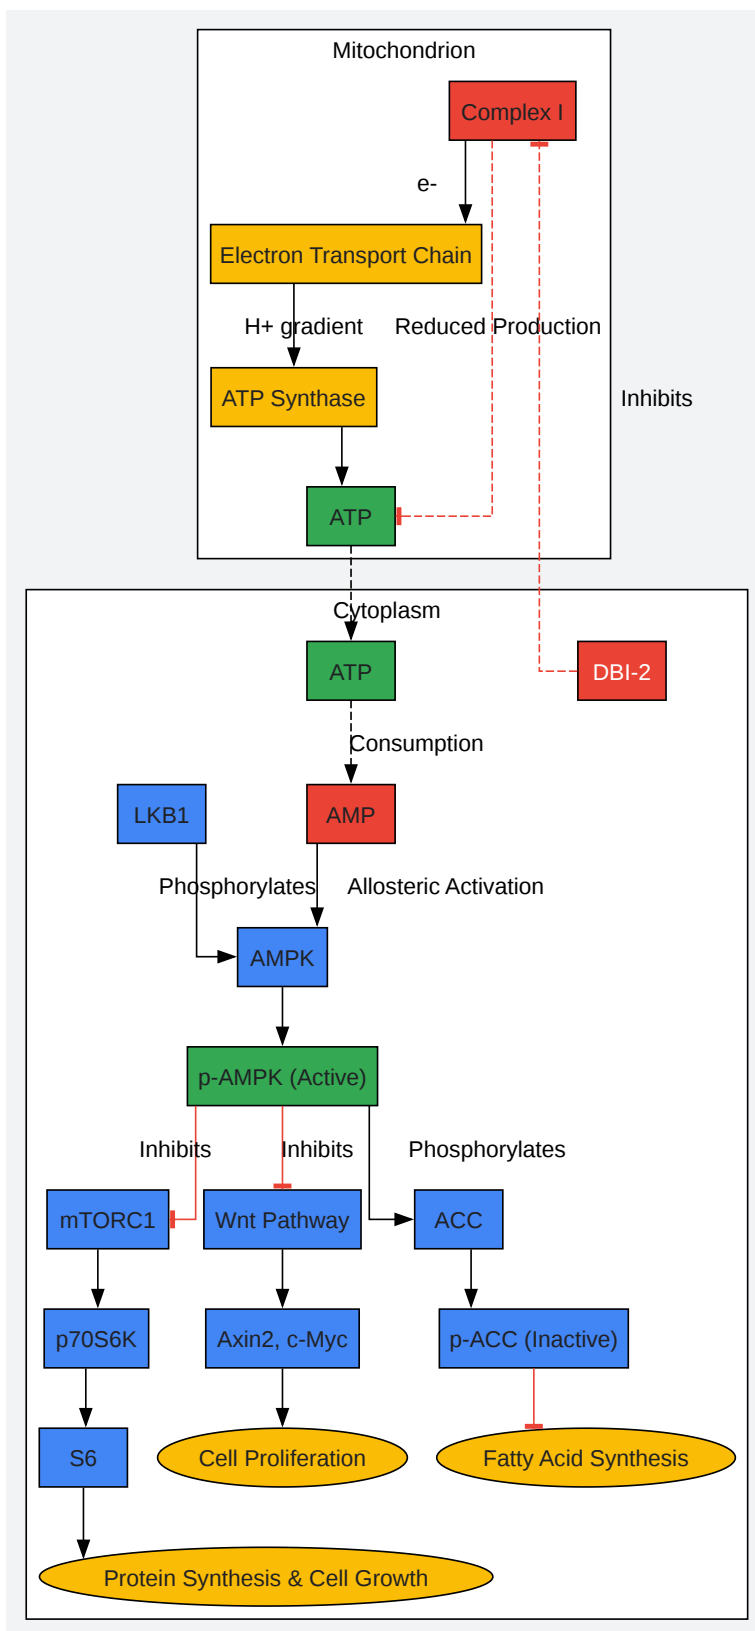 Mitochondrion
Complex I
e-
Electron Transport Chain
H+ gradient
Reduced Production
ATP Synthase
Inhibits
ATP
Cytoplasm
ATP
DBI-2
Consumption
LKB1
AMP
Phosphorylates
Allosteric Activation
AMPK
p-AMPK (Active)
Inhibits
Inhibits
Phosphorylates
mTORC1
Wnt Pathway
ACC
p70S6K
Axin2, c-Myc
p-ACC (Inactive)
S6
Cell Proliferation
Fatty Acid Synthesis
Protein Synthesis & Cell Growth